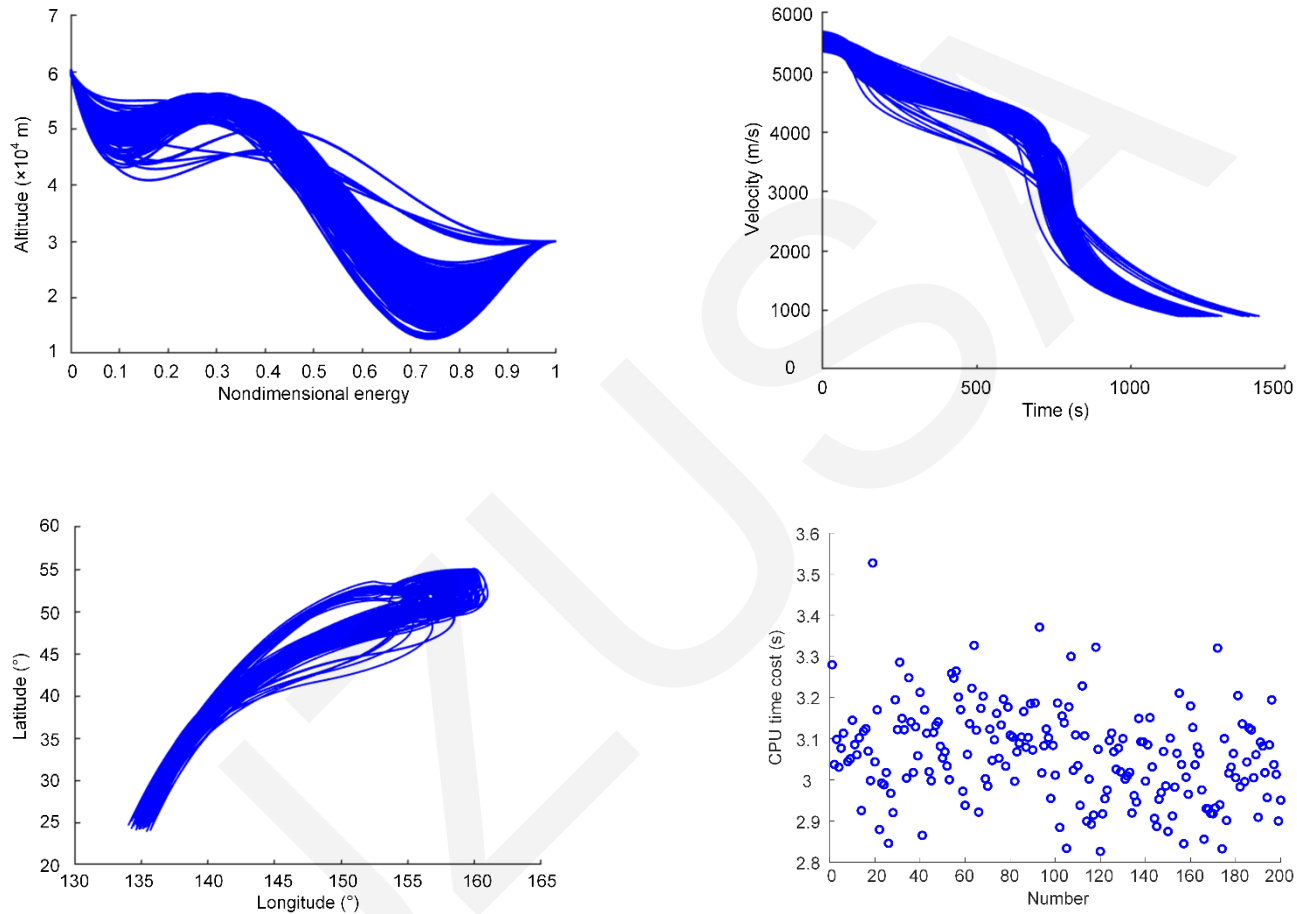 7
6
5
4
3
2
1
Altitude (×10⁴ m)
0 0.1 0.2 0.3 0.4 0.5 0.6 0.7 0.8 0.9 1
Nondimensional energy
6000
5000
4000
3000
2000
1000
0
Velocity (m/s)
0 500 1000 1500
Time (s)
60
55
50
45
40
35
30
25
20
Latitude (°)
130 135 140 145 150 155 160 165
Longitude (°)
3.6
3.5
3.4
3.3
3.2
3.1
3
2.9
2.8
CPU time cost (s)
0 20 40 60 80 100 120 140 160 180 200
Number
ZUSA